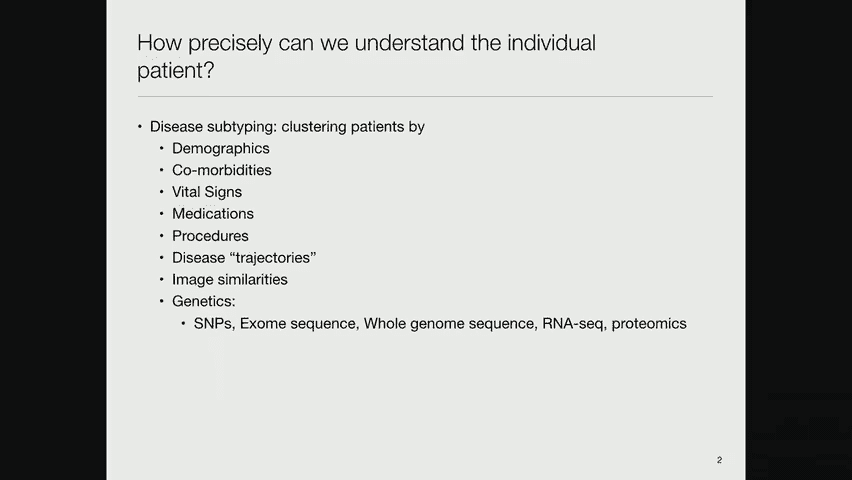 How precisely can we understand the individual
patient?
• Disease subtyping: clustering patients by
• Demographics
• Co-morbidities
• Vital Signs
• Medications
• Procedures
• Disease “trajectories”
• Image similarities
• Genetics:
• SNPs, Exome sequence, Whole genome sequence, RNA-seq, proteomics
2